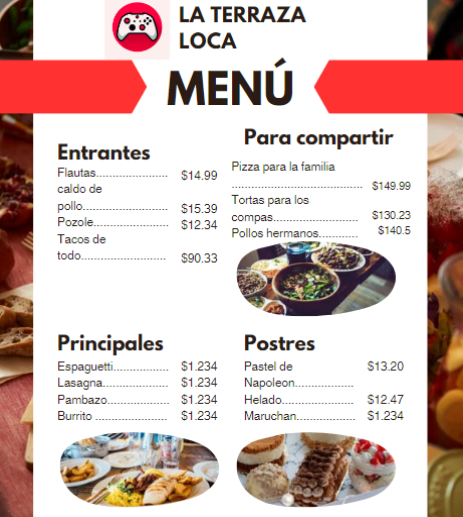 LA TERRAZA
LOCA
MENÚ
Entrantes
Flautas........................ $14.99
caldo de
pollo........................... $15.39
Pozole........................ $12.34
Tacos de
todo............................ $90.33
Para compartir
Pizza para la familia
............................................ $149.99
Tortas para los
compas............................ $130.23
Pollos hermanos............. $140.5
Principales
Espaguetti................... $1.234
Lasagna....................... $1.234
Pambazo..................... $1.234
Burrito ........................ $1.234
Postres
Pastel de $13.20
Napoleon....................
Helado........................ $12.47
Maruchan................... $11.234